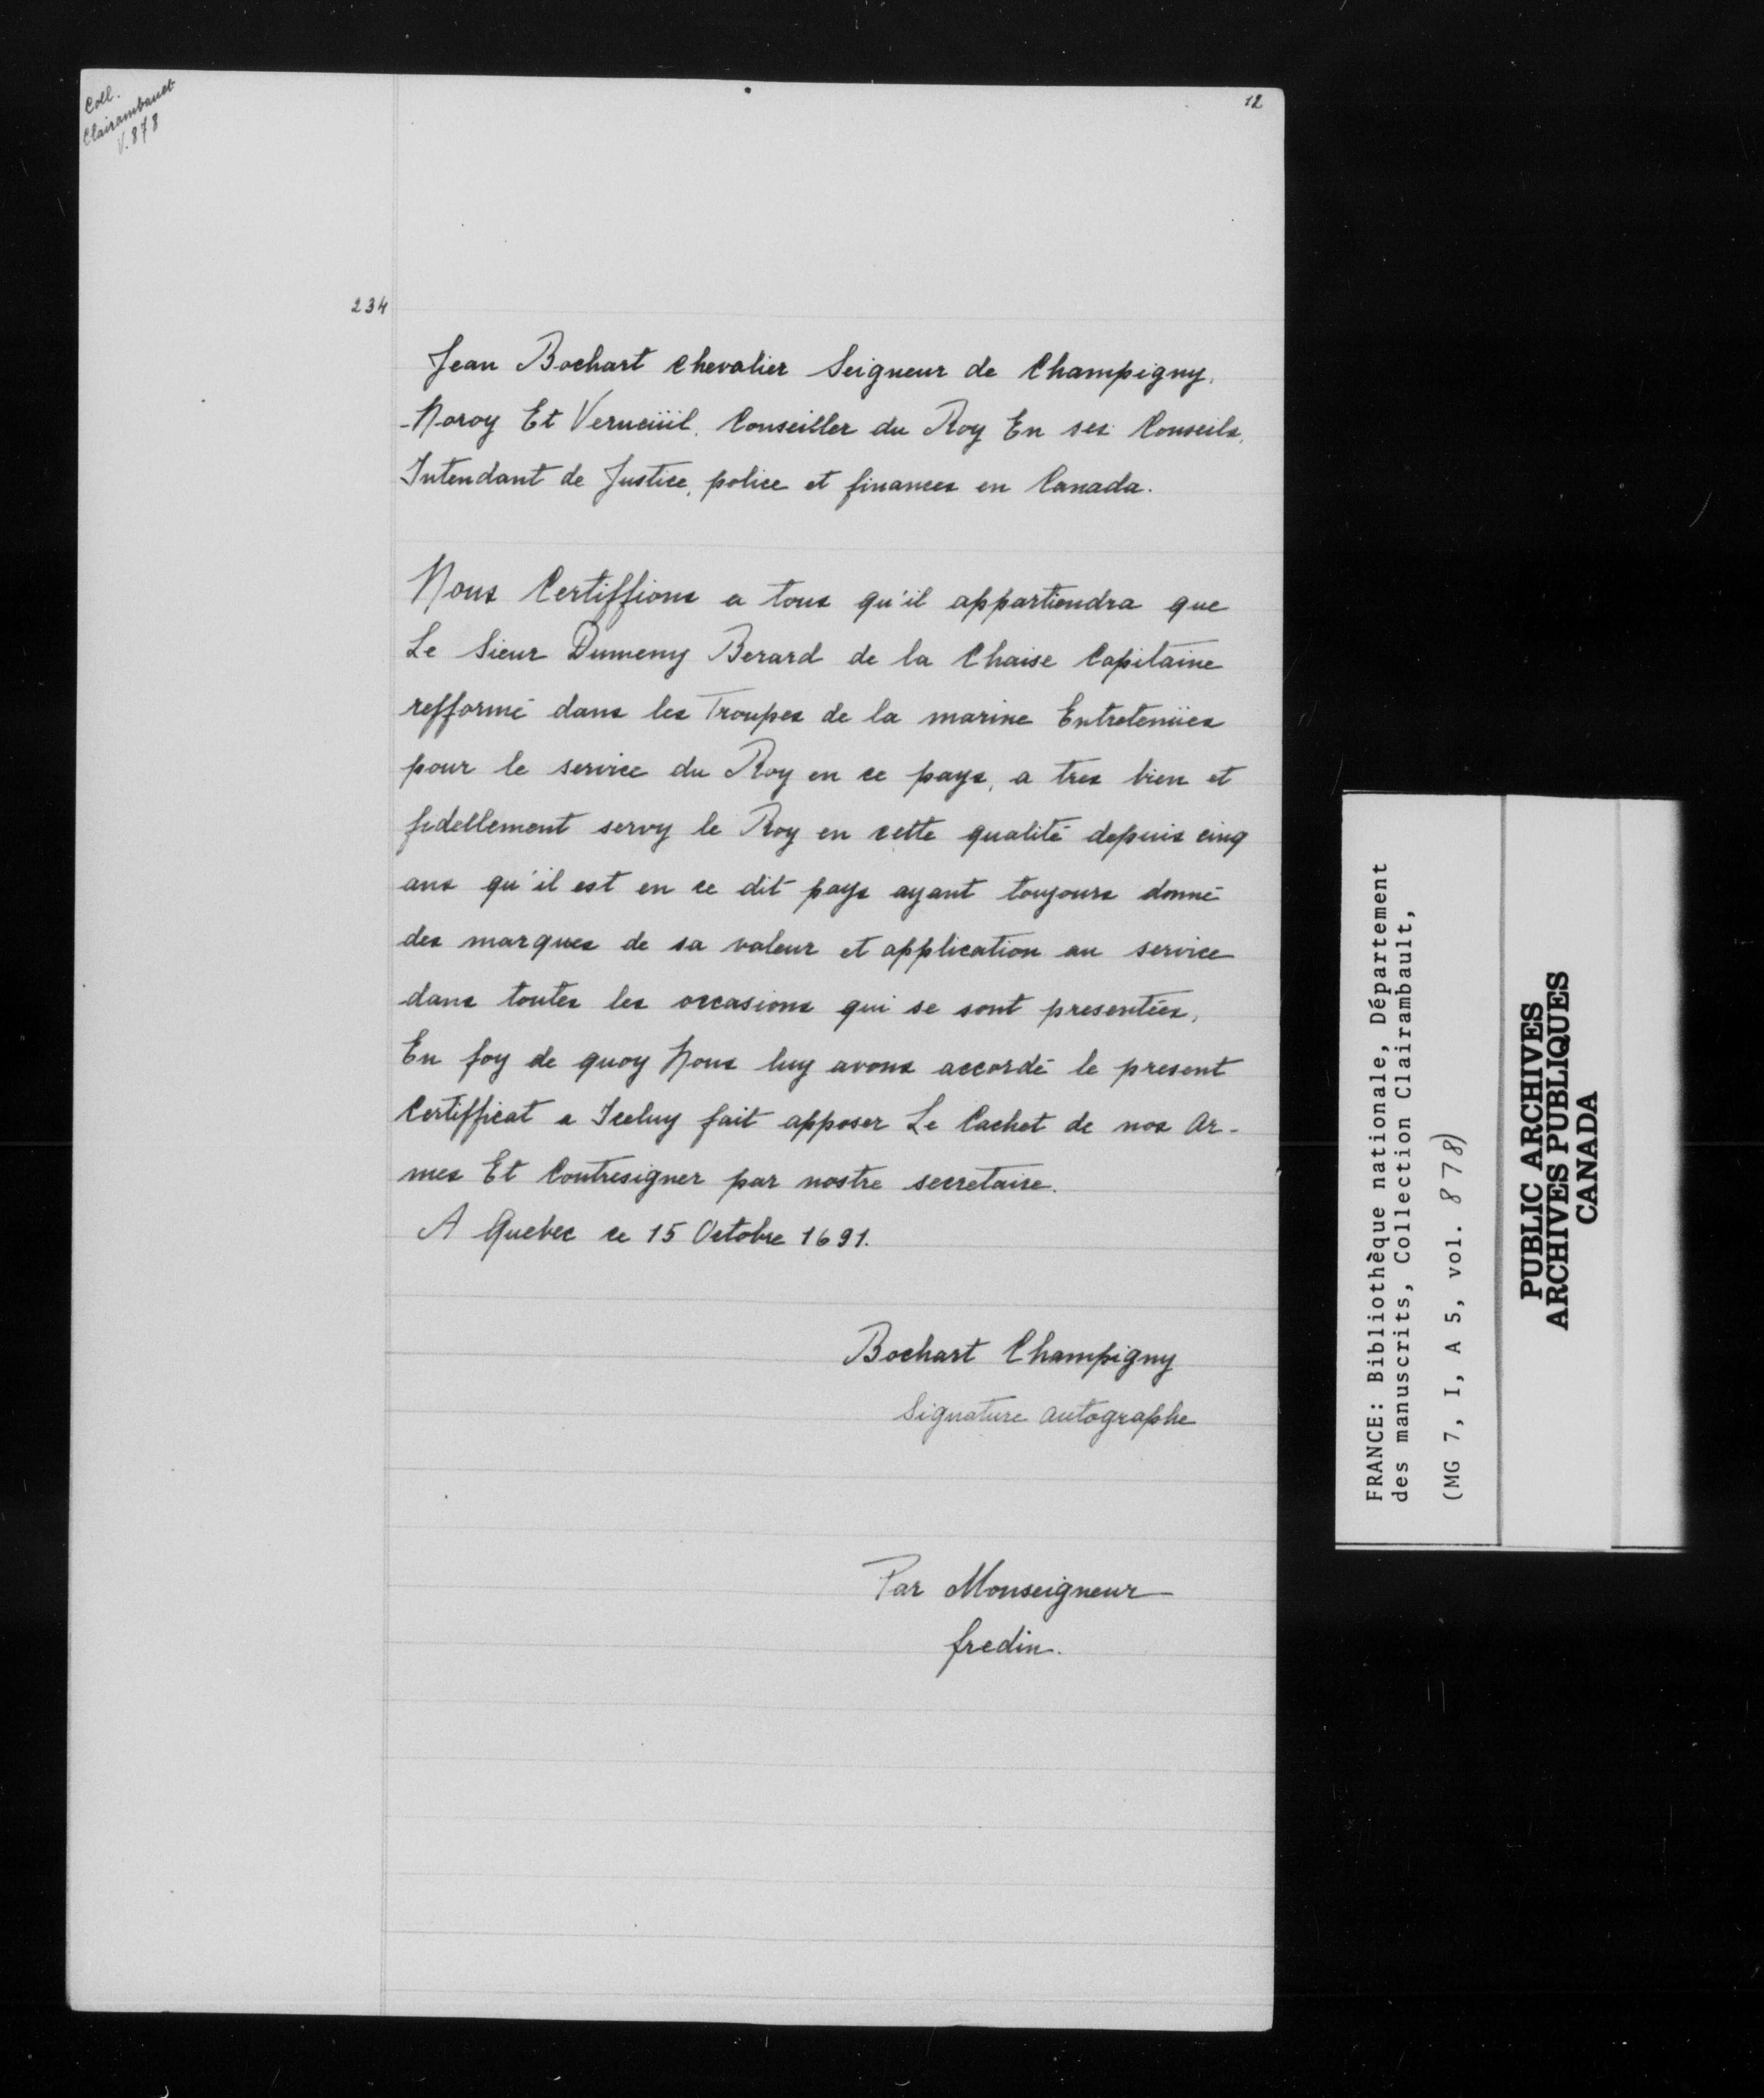 Coll.
Clairambault
V. 878
12
234
Jean Bochart Chevalier Seigneur de Champigny,
Noroy Et Verneüil, Conseiller du Roy En ses Conseils,
Intendant de Justice, police et finances en Canada.
Nous Certiffions a tous qu'il appartiendra que
Le Sieur Dumeny Berard de la Chaise Capitaine
refformé dans les Troupes de la marine Entretenües
pour le service du Roy en ce pays, a tres bien et
fidellement servy le Roy en cette qualité depuis cinq
ans qu'il est en ce dit pays ayant toujours donné
des marques de sa valeur et application au service
dans toutes les occasions qui se sont presentées,
En foy de quoy Nous luy avons accordé le present
Certifficat a Iceluy fait apposer Le Cachet de nos Ar-
mes Et Contresigner par nostre secretaire.
A Quebec ce 15 Octobre 1691.
Bochart Champigny
Signature autographe
Par Monseigneur
fredin.
FRANCE: Bibliothèque nationale, Département
des manuscrits, Collection Clairambault,
(MG 7, I, A 5, vol. 878)
PUBLIC ARCHIVES
ARCHIVES PUBLIQUES
CANADA